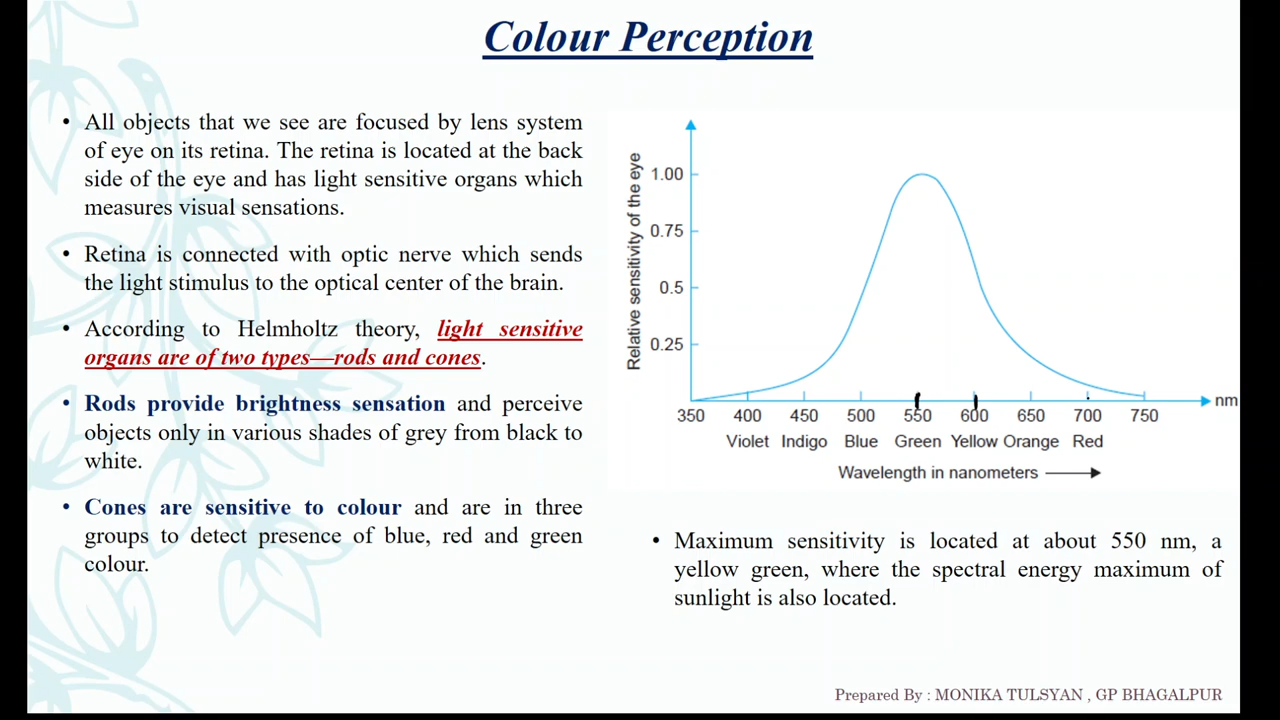 Colour Perception
• All objects that we see are focused by lens system
of eye on its retina. The retina is located at the back
side of the eye and has light sensitive organs which
measures visual sensations.
• Retina is connected with optic nerve which sends
the light stimulus to the optical center of the brain.
• According to Helmholtz theory, light sensitive
organs are of two types—rods and cones.
• Rods provide brightness sensation and perceive
objects only in various shades of grey from black to
white.
• Cones are sensitive to colour and are in three
groups to detect presence of blue, red and green
colour.
Relative sensitivity of the eye
1.00
0.75
0.5
0.25
350 400 450 500 550 600 650 700 750 nm
Violet Indigo Blue Green Yellow Orange Red
Wavelength in nanometers
• Maximum sensitivity is located at about 550 nm, a
yellow green, where the spectral energy maximum of
sunlight is also located.
Prepared By : MONIKA TULSYAN , GP BHAGALPUR